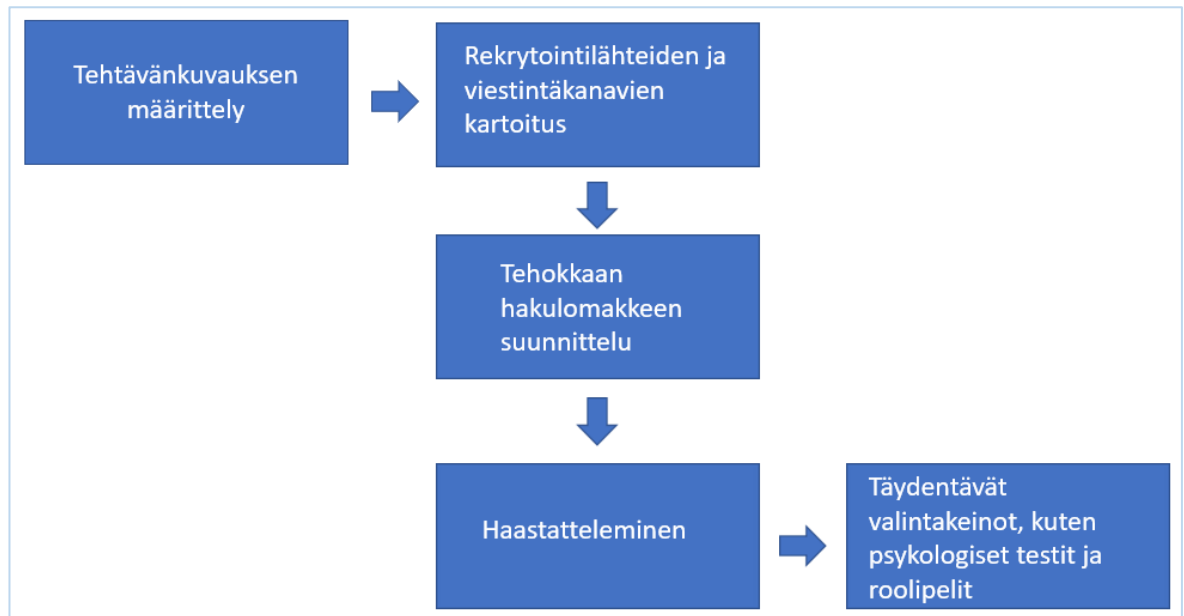 Tehtävänkuvauksen
määrittely
Rekrytointilähteiden ja
viestintäkanavien
kartoitus
Tehokkaan
hakulomakkeen
suunnittelu
Haastatteleminen
Täydentävät
valintakeinot, kuten
psykologiset testit ja
roolipelit